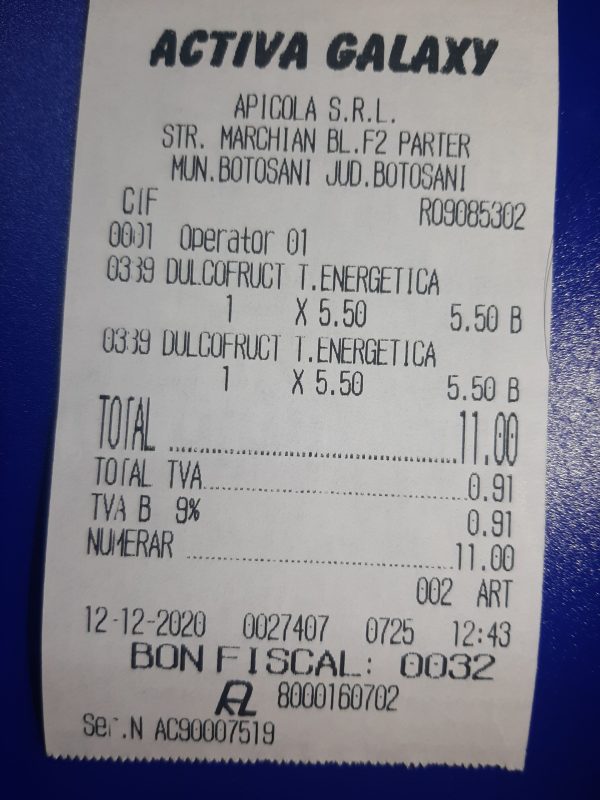 ACTIVA GALAXY
APICOLA S.R.L.
STR. MARCHIAN BL.F2 PARTER
MUN.BOTOSANI JUD.BOTOSANI
CIF RO9085302
0001 Operator 01
0339 DULCOFRUCT T.ENERGETICA
1 X 5.50 5.50 B
0339 DULCOFRUCT T.ENERGETICA
1 X 5.50 5.50 B
TOTAL 11.00
TOTAL TVA 0.91
TVA B 9% 0.91
NUMERAR 11.00
002 ART
12-12-2020 0027407 0725 12:43
BON FISCAL: 0032
8000160702
Ser.N AC90007519